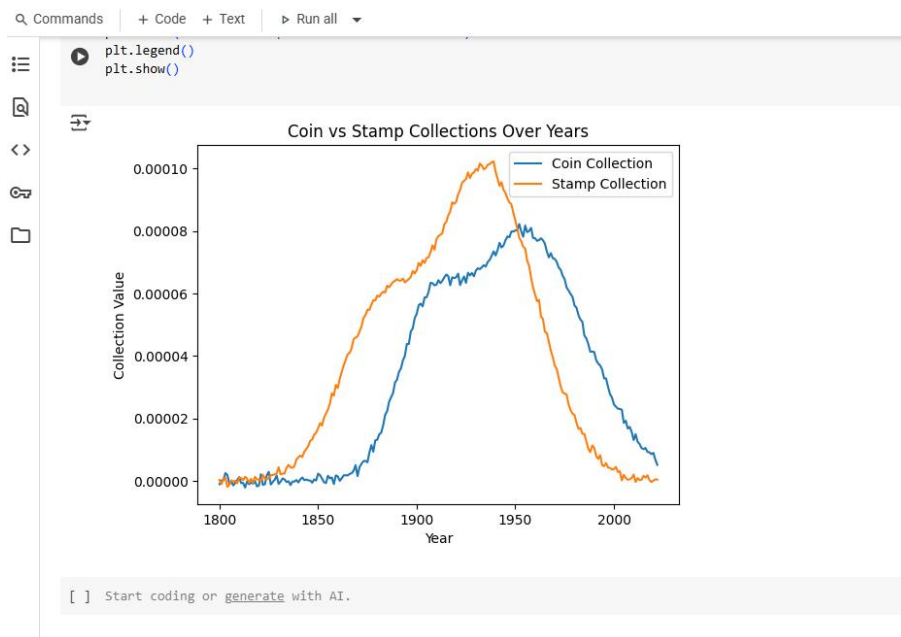 Commands + Code + Text Run all
plt.legend()
plt.show()
Coin vs Stamp Collections Over Years
Coin Collection
Stamp Collection
0.00010
0.00008
0.00006
0.00004
0.00002
0.00000
Collection Value
1800 1850 1900 1950 2000
Year
[ ] Start coding or generate with AI.